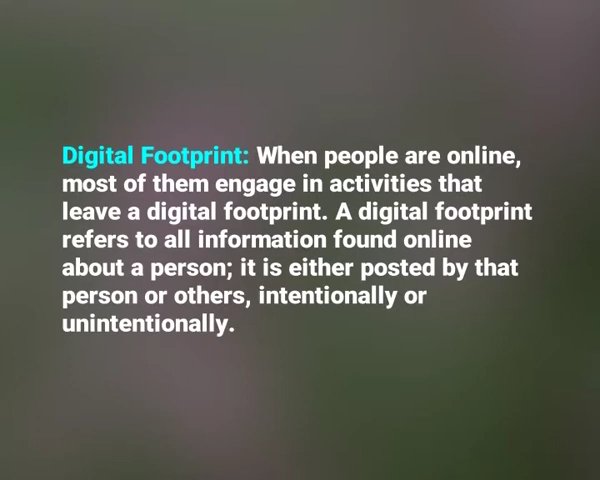 Digital Footprint: When people are online,
most of them engage in activities that
leave a digital footprint. A digital footprint
refers to all information found online
about a person; it is either posted by that
person or others, intentionally or
unintentionally.